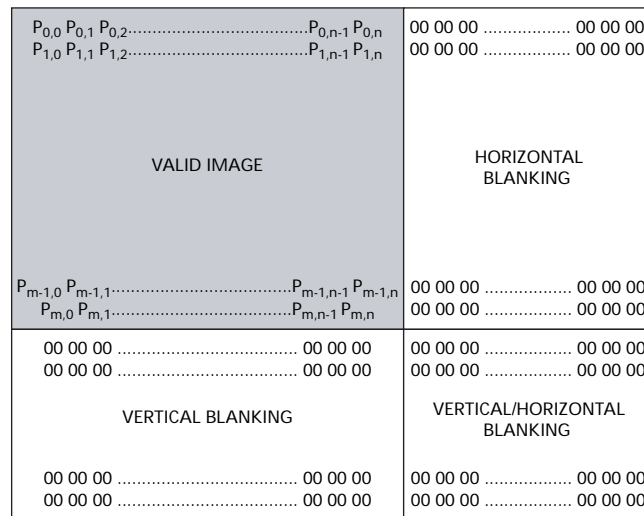 P0,0 P0,1 P0,2.....................................P0,n-1 P0,n
00 00 00 .................. 00 00 00
P1,0 P1,1 P1,2.....................................P1,n-1 P1,n
00 00 00 .................. 00 00 00
VALID IMAGE
HORIZONTAL
BLANKING
Pm-1,0 Pm-1,1.....................................Pm-1,n-1 Pm-1,n
00 00 00 .................. 00 00 00
Pm,0 Pm,1.....................................Pm,n-1 Pm,n
00 00 00 .................. 00 00 00
00 00 00 ..................................... 00 00 00
00 00 00 .................. 00 00 00
00 00 00 ..................................... 00 00 00
00 00 00 .................. 00 00 00
VERTICAL BLANKING
VERTICAL/HORIZONTAL
BLANKING
00 00 00 ..................................... 00 00 00
00 00 00 .................. 00 00 00
00 00 00 ..................................... 00 00 00
00 00 00 .................. 00 00 00